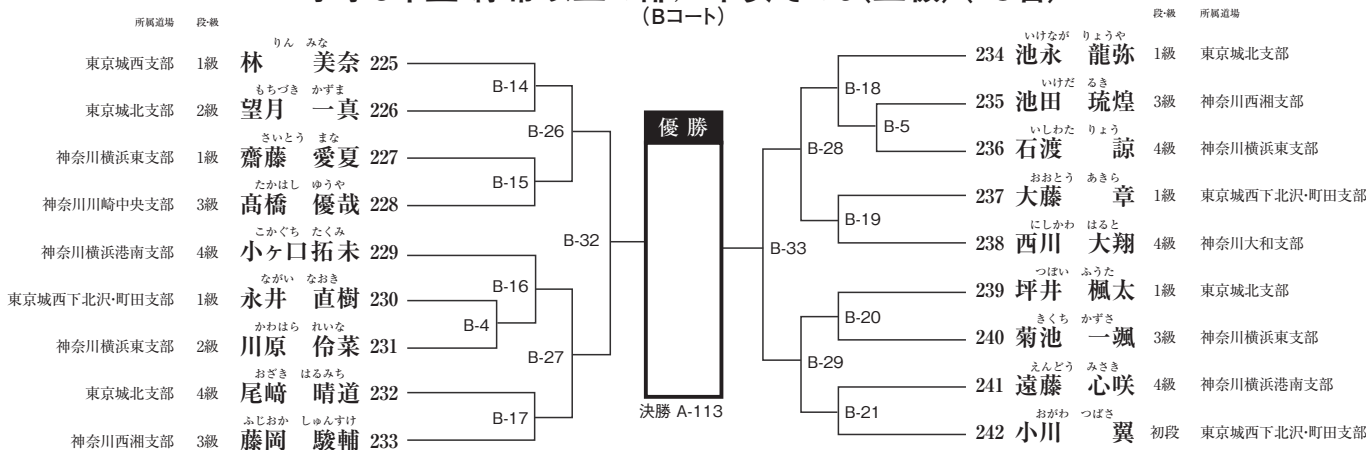 （Bコート）
所属道場 段・級
りん みな
東京城西支部 1級 林 美奈 225
もちづき かずま
東京城北支部 2級 望月 一真 226
さいとう まな
神奈川横浜東支部 1級 齋藤 愛夏 227
たかはし ゆうや
神奈川川崎中央支部 3級 髙橋 優哉 228
こかぐち たくみ
神奈川横浜港南支部 4級 小ヶ口拓未 229
ながい なおき
東京城西下北沢・町田支部 1級 永井 直樹 230
かわはら れいな
神奈川横浜東支部 2級 川原 伶菜 231
おざき はるみち
東京城北支部 4級 尾﨑 晴道 232
ふじおか しゅんすけ
神奈川西湘支部 3級 藤岡 駿輔 233
B-14
B-26
B-15
B-32
B-16
B-4
B-27
B-17
優勝
決勝 A-113
B-18
B-5
B-28
B-19
B-33
B-20
B-29
B-21
段・級 所属道場
いけなが りょうや
234 池永 龍弥 1級 東京城北支部
いけだ るき
235 池田 琉煌 3級 神奈川西湘支部
いしわた りょう
236 石渡 諒 4級 神奈川横浜東支部
おおとう あきら
237 大藤 章 1級 東京城西下北沢・町田支部
にしかわ はると
238 西川 大翔 4級 神奈川大和支部
つぼい ふうた
239 坪井 楓太 1級 東京城北支部
きくち かずさ
240 菊池 一颯 3級 神奈川横浜東支部
えんどう みさき
241 遠藤 心咲 4級 神奈川横浜港南支部
おがわ つばさ
242 小川 翼 初段 東京城西下北沢・町田支部